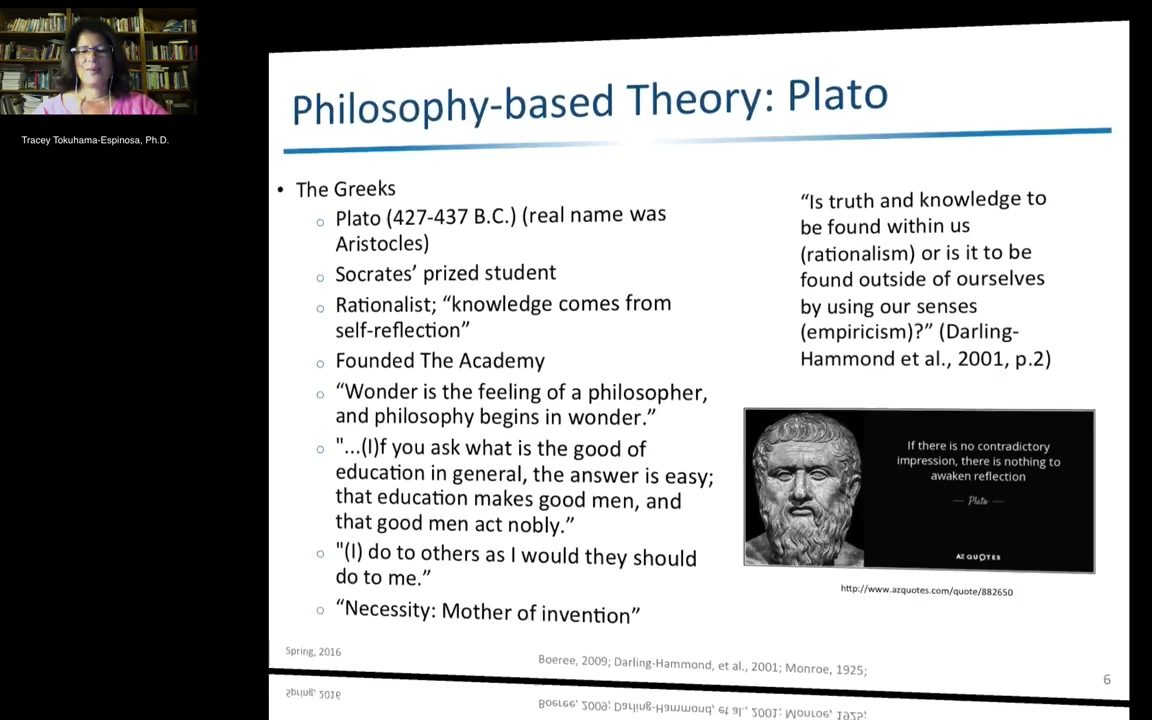 Tracey Tokuhama-Espinosa, Ph.D.
Philosophy-based Theory: Plato
• The Greeks
○ Plato (427-437 B.C.) (real name was
Aristocles)
○ Socrates’ prized student
○ Rationalist; “knowledge comes from
self-reflection”
○ Founded The Academy
○ “Wonder is the feeling of a philosopher,
and philosophy begins in wonder.”
○ "...(I)f you ask what is the good of
education in general, the answer is easy;
that education makes good men, and
that good men act nobly.”
○ "(I) do to others as I would they should
do to me.”
○ “Necessity: Mother of invention”
“Is truth and knowledge to
be found within us
(rationalism) or is it to be
found outside of ourselves
by using our senses
(empiricism)?” (Darling-
Hammond et al., 2001, p.2)
If there is no contradictory
impression, there is nothing to
awaken reflection
— Plato —
AZ QUOTES
http://www.azquotes.com/quote/882650
Spring, 2016
Boeree, 2009; Darling-Hammond, et al., 2001; Monroe, 1925;
6